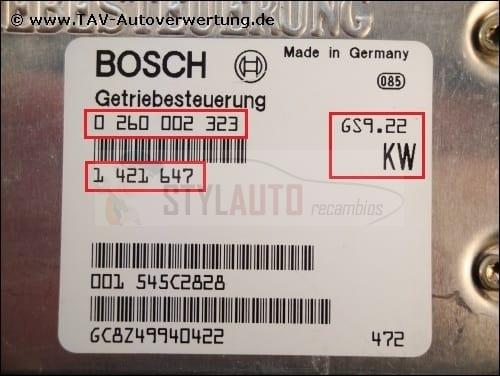 © www.TAV-Autoverwertung.de
BOSCH
Made in Germany
085
Getriebesteuerung
0 260 002 323
GS9.22
KW
1 421 647
STYLAUTO
recambios
001 545C2828
GC8Z49940422
472